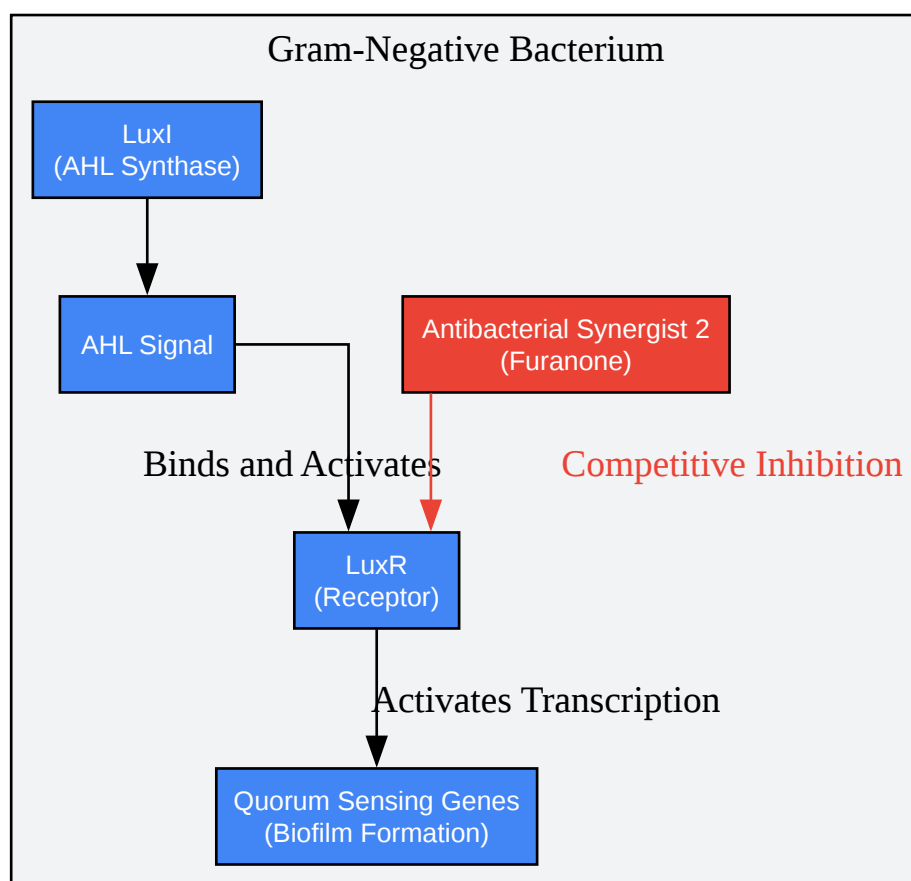 Gram-Negative Bacterium
LuxI
(AHL Synthase)
AHL Signal
Antibacterial Synergist 2
(Furanone)
Binds and Activates
Competitive Inhibition
LuxR
(Receptor)
Activates Transcription
Quorum Sensing Genes
(Biofilm Formation)